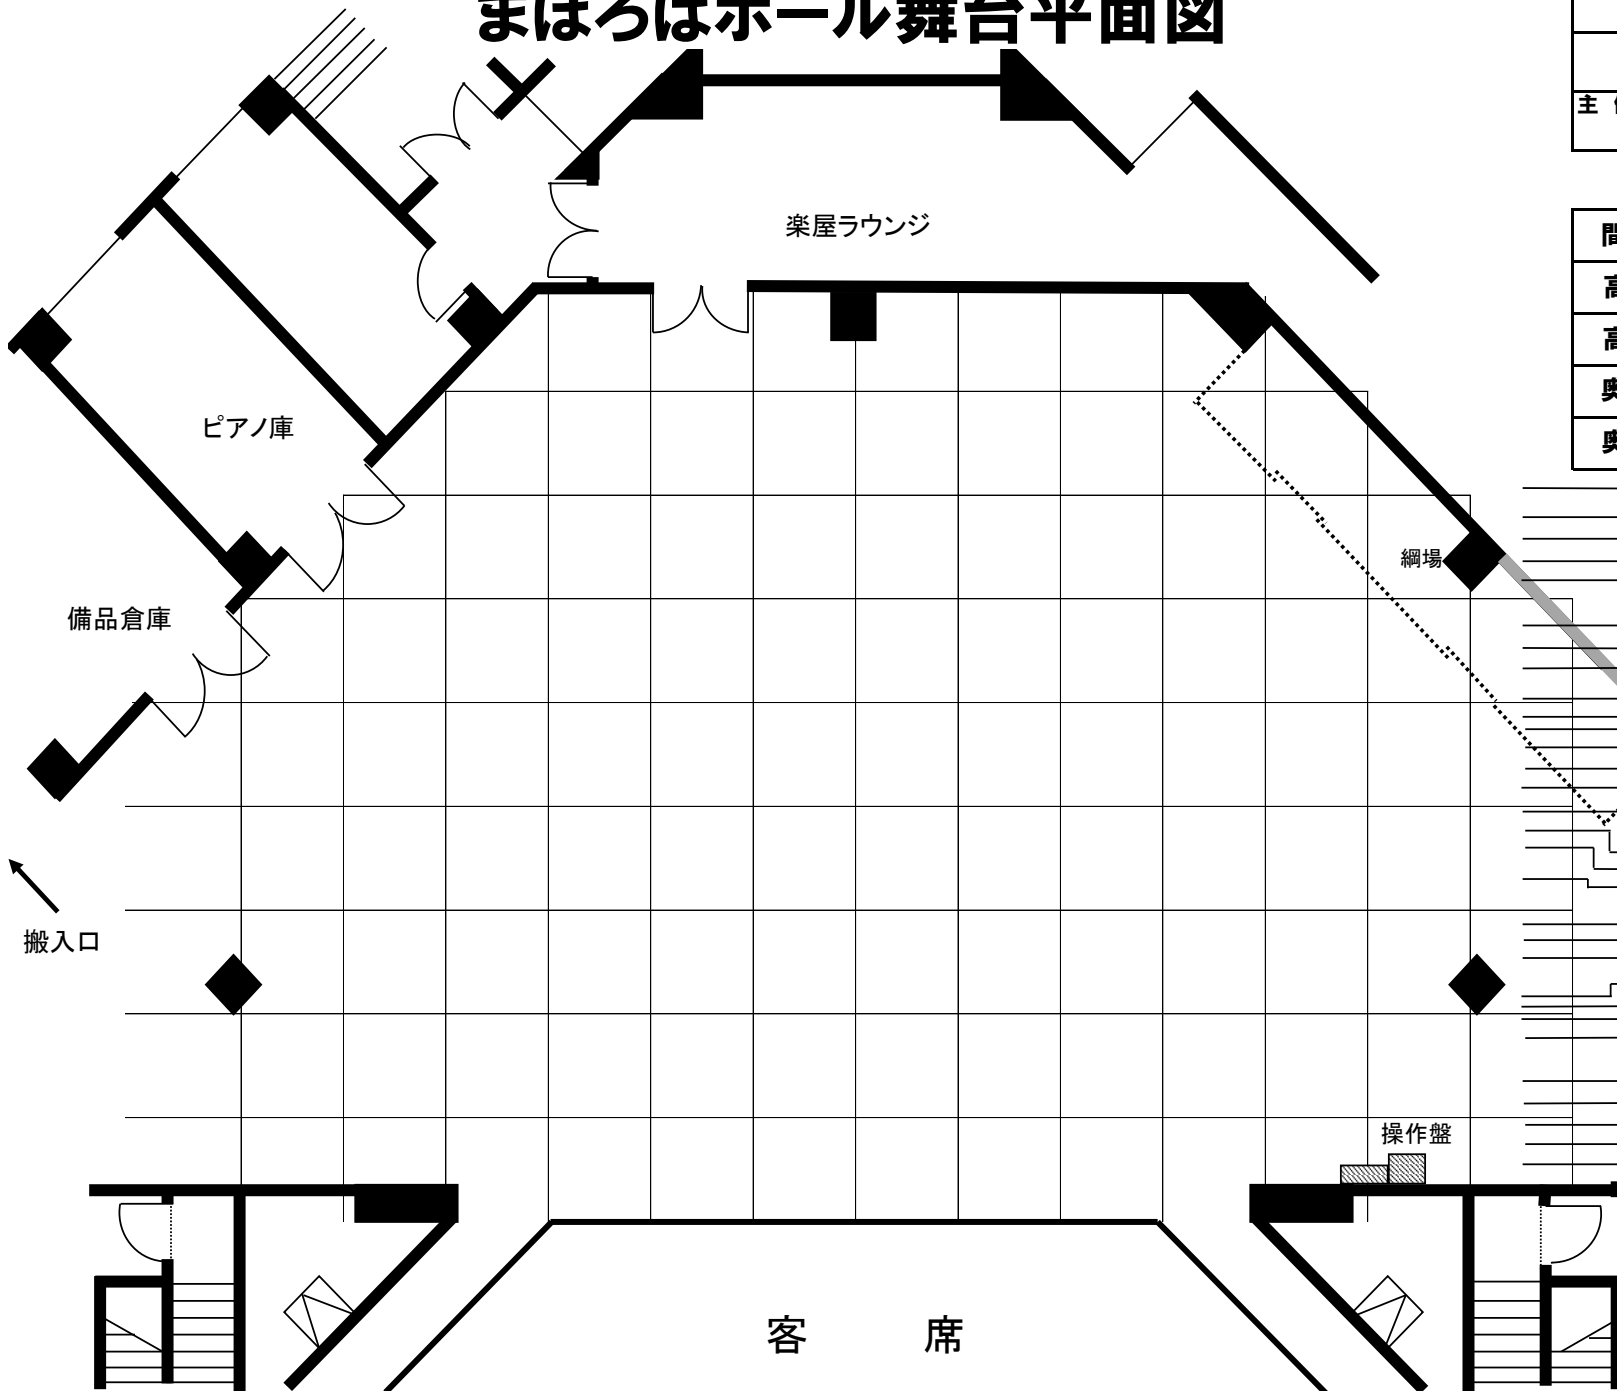 まほろばホール舞台平面図
主
楽屋ラウンジ
ピアノ庫
綱場
備品倉庫
搬入口
操作盤
客 席